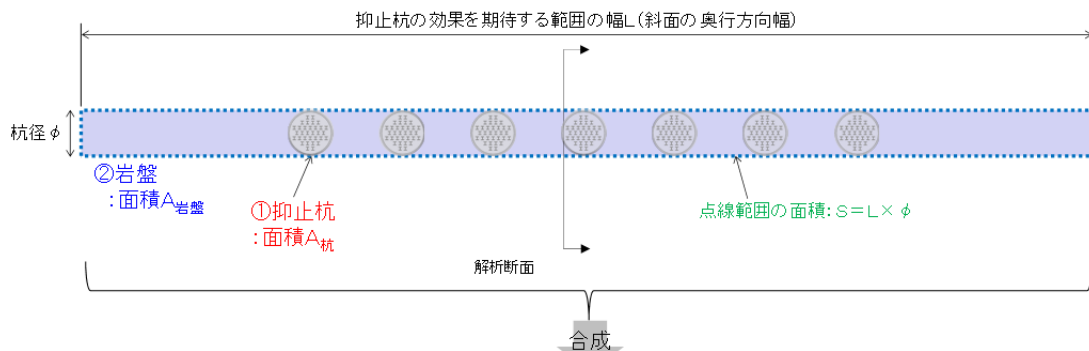 抑止杭の効果を期待する範囲の幅L(斜面の奥行方向幅)
杭径φ
②岩盤
:面積A岩盤
①抑止杭
:面積A杭
点線範囲の面積:S=L×φ
解析断面
合成